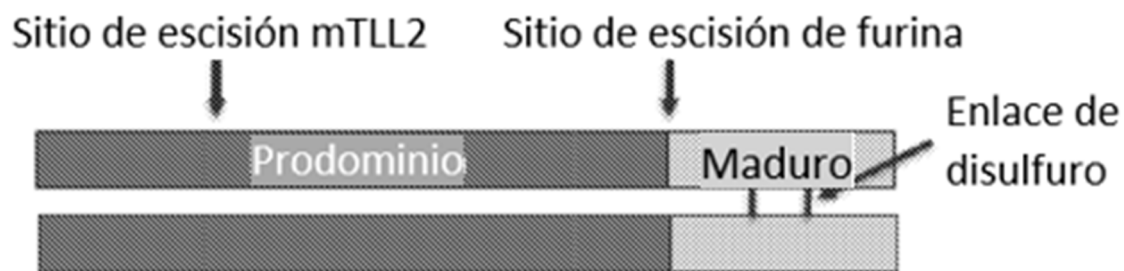 Sitio de escisión mTLL2
Sitio de escisión de furina
Enlace de
disulfuro
Prodominio
Maduro